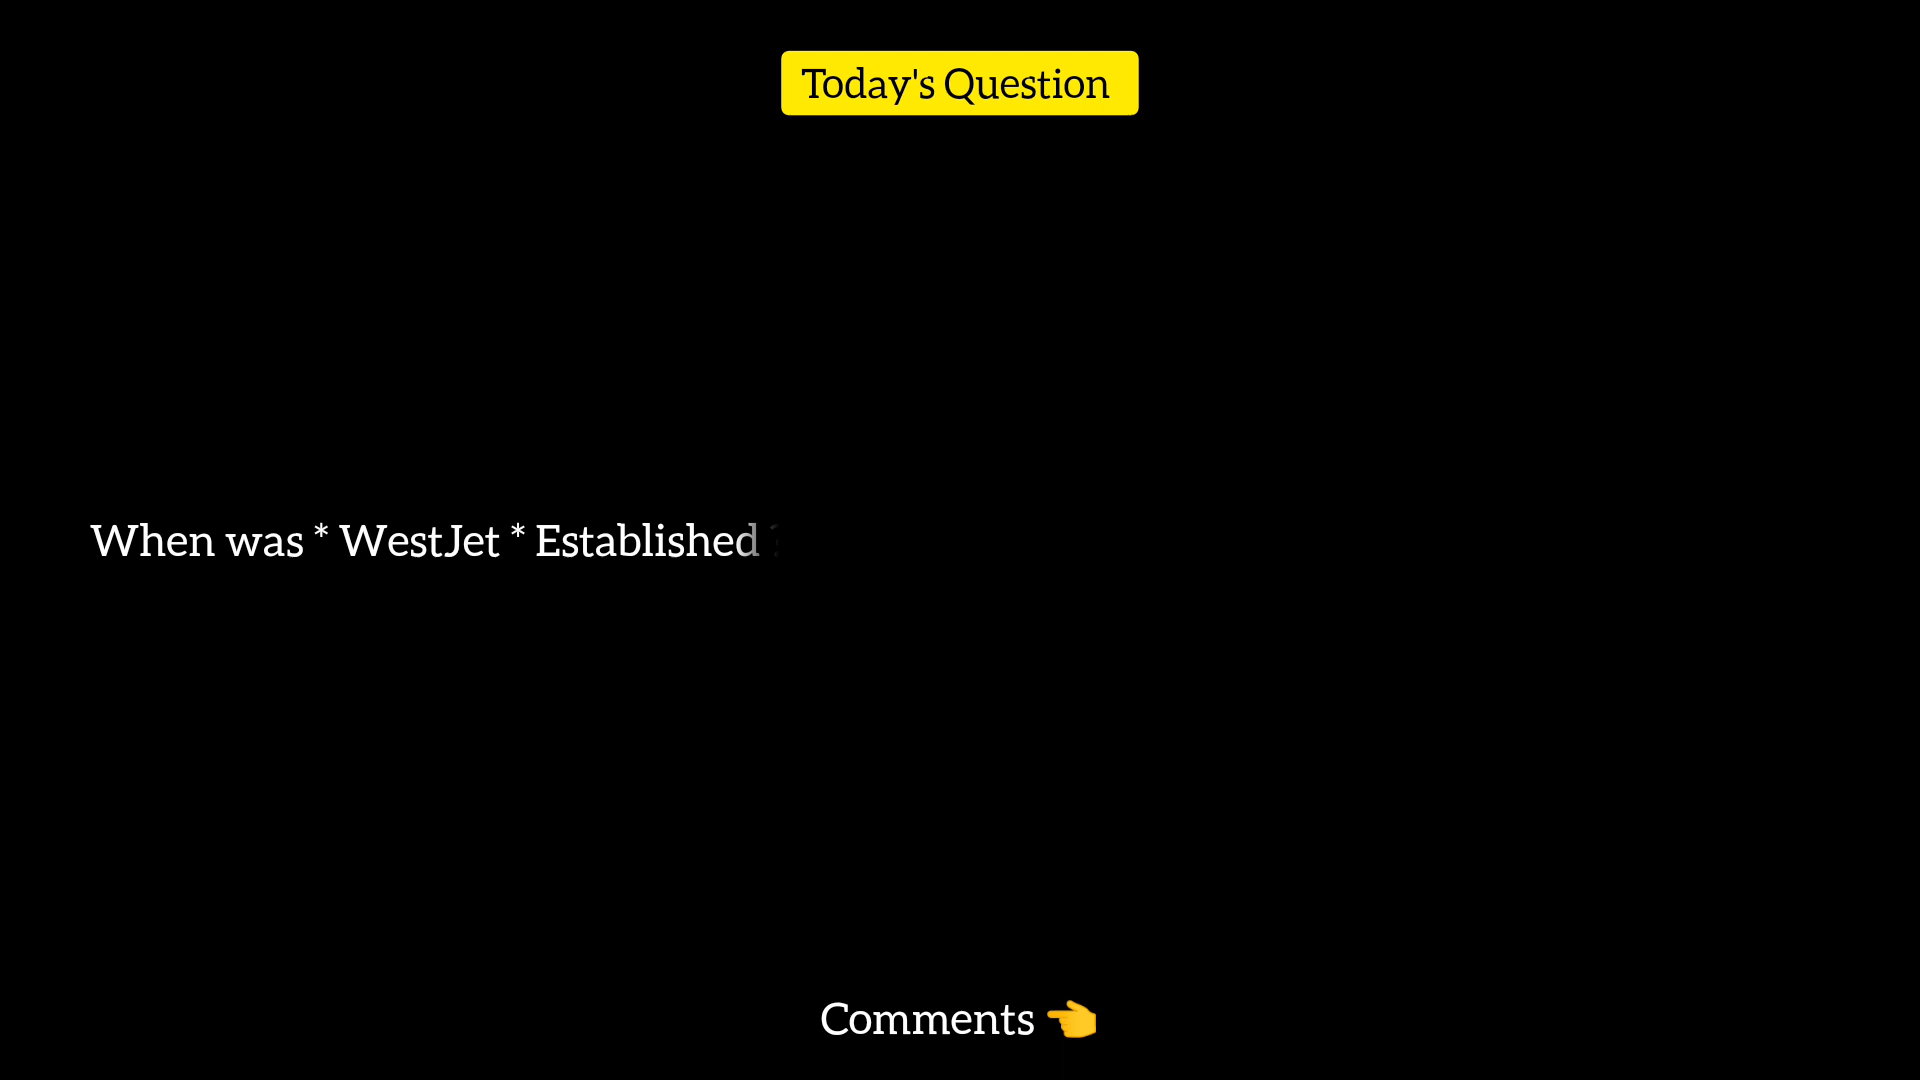 Today's Question
When was * WestJet * Established ?
Comments 👈